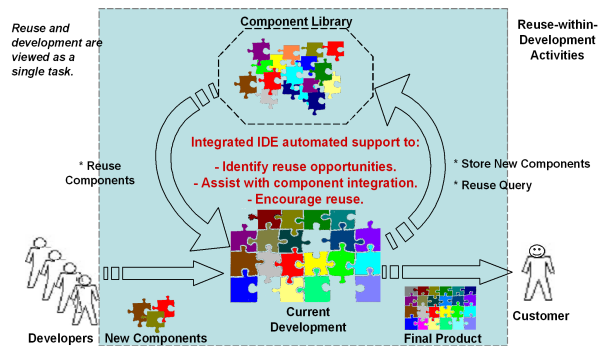 Component Library
Reuse and
development are
viewed as a
single task.
Reuse-within-
Development
Activities
Integrated IDE automated support to:
- Identify reuse opportunities.
- Assist with component integration.
- Encourage reuse.
* Reuse
Components
* Store New Components
* Reuse Query
Developers
New Components
Current
Development
Final Product
Customer